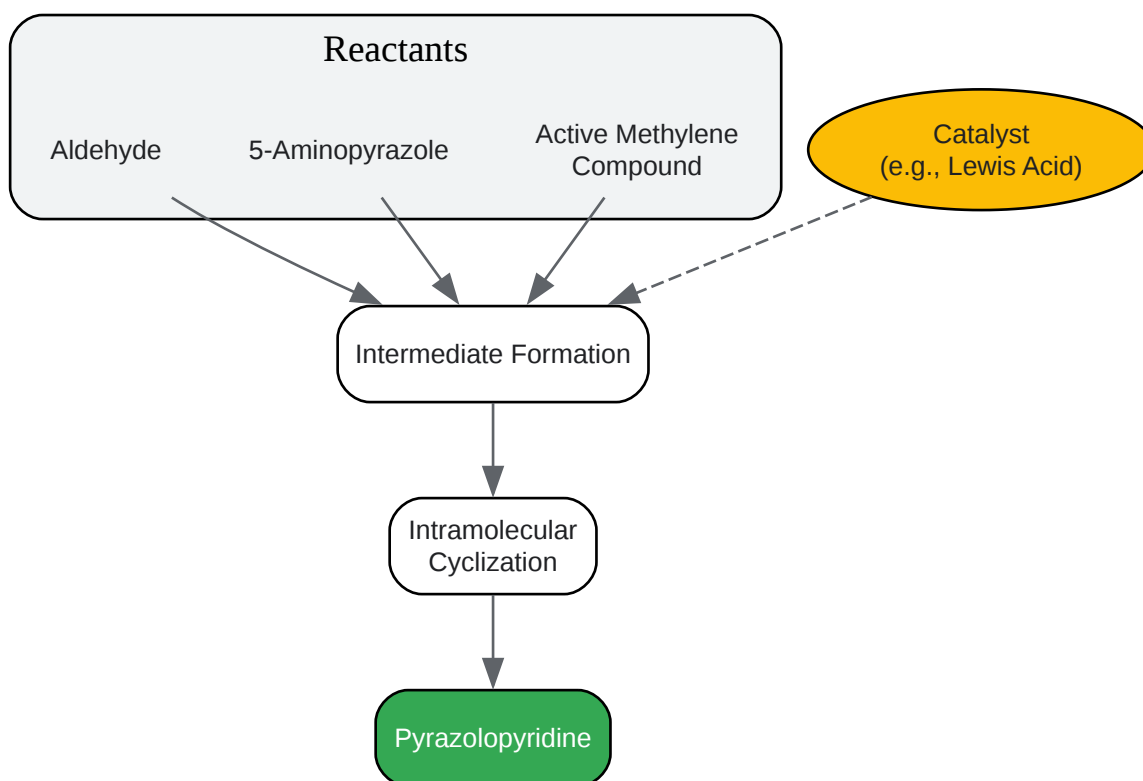 Reactants
Aldehyde
5-Aminopyrazole
Active Methylene
Compound
Catalyst
(e.g., Lewis Acid)
Intermediate Formation
Intramolecular
Cyclization
Pyrazolopyridine